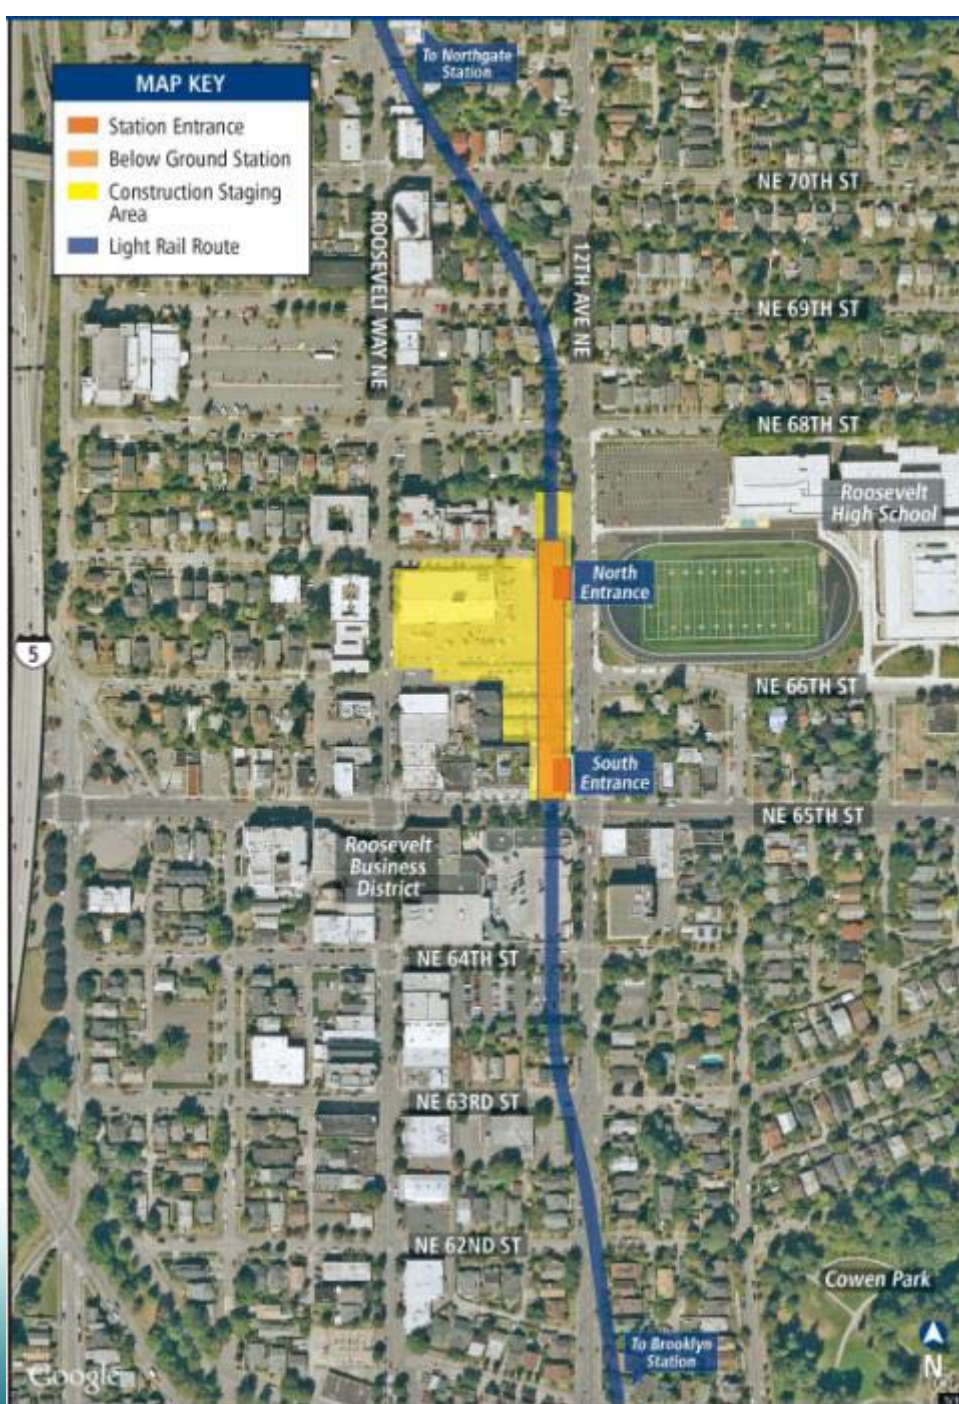 To Northgate
Station
MAP KEY
Station Entrance
Below Ground Station
Construction Staging
Area
Light Rail Route
NE 70TH ST
ROOSEVELT WAY NE
12TH AVE NE
NE 69TH ST
NE 68TH ST
Roosevelt
High School
North
Entrance
5
NE 66TH ST
South
Entrance
NE 65TH ST
Roosevelt
Business
District
NE 64TH ST
NE 63RD ST
NE 62ND ST
Cowen Park
To Brooklyn
Station
N
Google